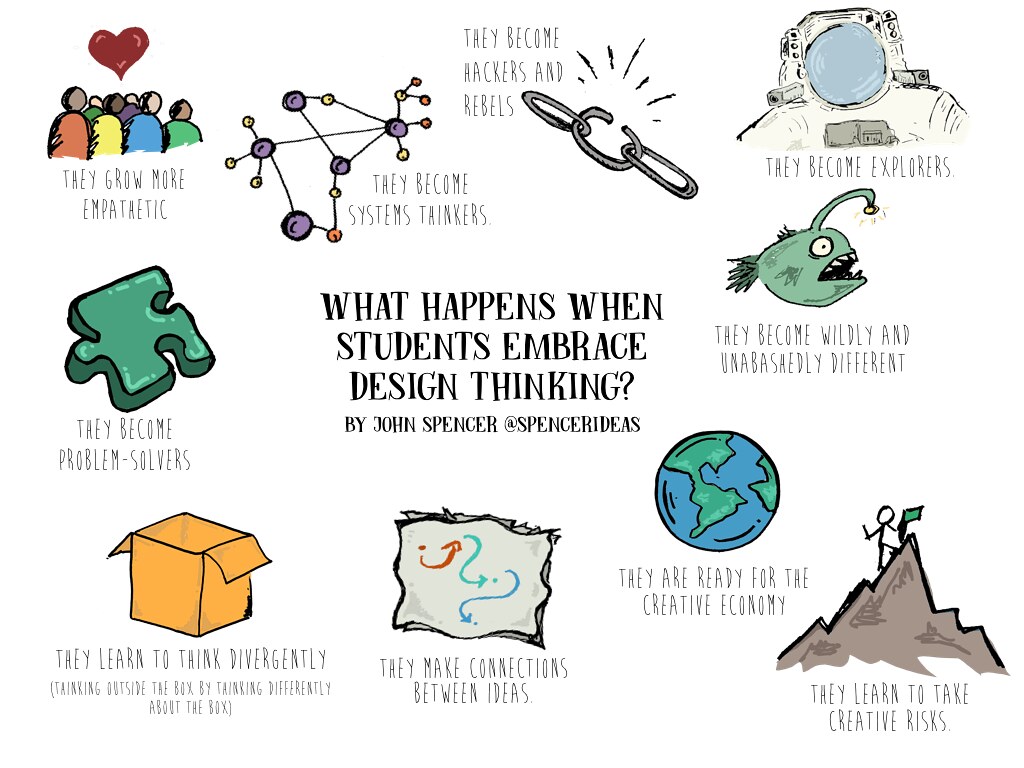 THEY GROW MORE
EMPATHETIC
THEY BECOME
SYSTEMS THINKERS.
THEY BECOME
HACKERS AND
REBELS
THEY BECOME EXPLORERS.
THEY BECOME WILDLY AND
UNABASHEDLY DIFFERENT
WHAT HAPPENS WHEN
STUDENTS EMBRACE
DESIGN THINKING?
BY JOHN SPENCER @SPENCERIDEAS
THEY BECOME
PROBLEM-SOLVERS
THEY LEARN TO THINK DIVERGENTLY
(THINKING OUTSIDE THE BOX BY THINKING DIFFERENTLY
ABOUT THE BOX)
THEY MAKE CONNECTIONS
BETWEEN IDEAS.
THEY ARE READY FOR THE
CREATIVE ECONOMY
THEY LEARN TO TAKE
CREATIVE RISKS.